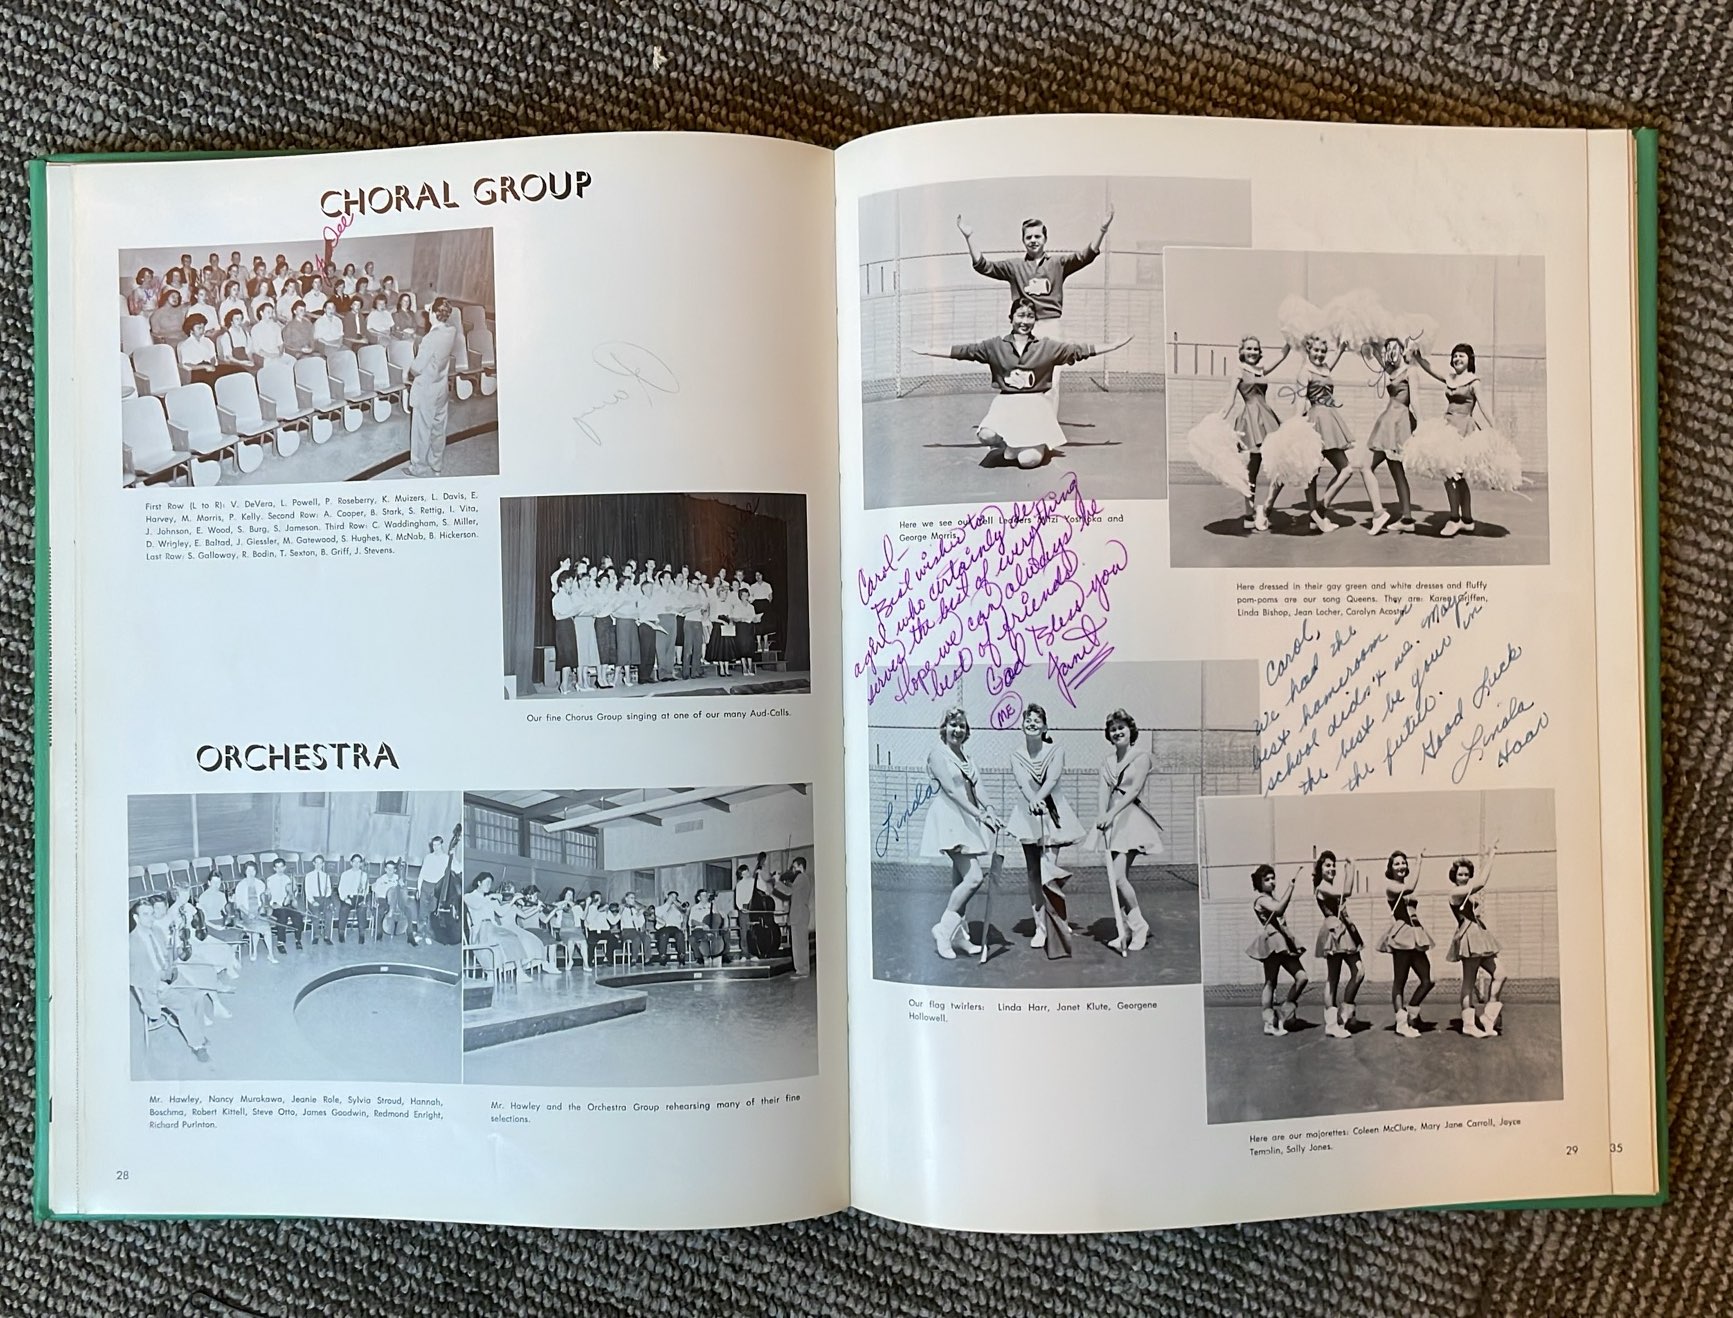 CHORAL GROUP
Dee
First Row (L to R): V. DeVera, L. Powell, P. Roseberry, K. Muizers, L. Davis, E.
Harvey, M. Morris, P. Kelly. Second Row: A. Cooper, B. Stark, S. Rettig, I. Vita,
J. Johnson, E. Wood, S. Burg, S. Jameson. Third Row: C. Waddingham, S. Miller,
D. Wrigley, E. Baltad, J. Giessler, M. Gatewood, S. Hughes, K. McNab, B. Hickerson.
Last Row: S. Galloway, R. Bodin, T. Sexton, B. Griff, J. Stevens.
Our fine Chorus Group singing at one of our many Aud-Calls.
ORCHESTRA
Mr. Hawley, Nancy Murakawa, Jeanie Role, Sylvia Stroud, Hannah,
Boschma, Robert Kittell, Steve Otto, James Goodwin, Redmond Enright,
Richard Purinton.
Mr. Hawley and the Orchestra Group rehearsing many of their fine
selections.
28
Here we see our Yell Leaders Yoshioka and
George Morris.
Carol-
Best wishes to
a girl who certainly de-
serves the best of everything
Hope we can always be
best of friends.
God Bless you
Janet
ME
Here dressed in their gay green and white dresses and fluffy
pom-poms are our song Queens. They are: Karen Griffen,
Linda Bishop, Jean Locher, Carolyn Acosta.
Carol,
We had the
best homeroom in
school didn't we. May
the best be your in
the future.
Good Luck
Linda
Haar
Linda
Our flag twirlers: Linda Harr, Janet Klute, Georgene
Hollowell.
Here are our majorettes: Coleen McClure, Mary Jane Carroll, Joyce
Templin, Sally Jones.
29
35